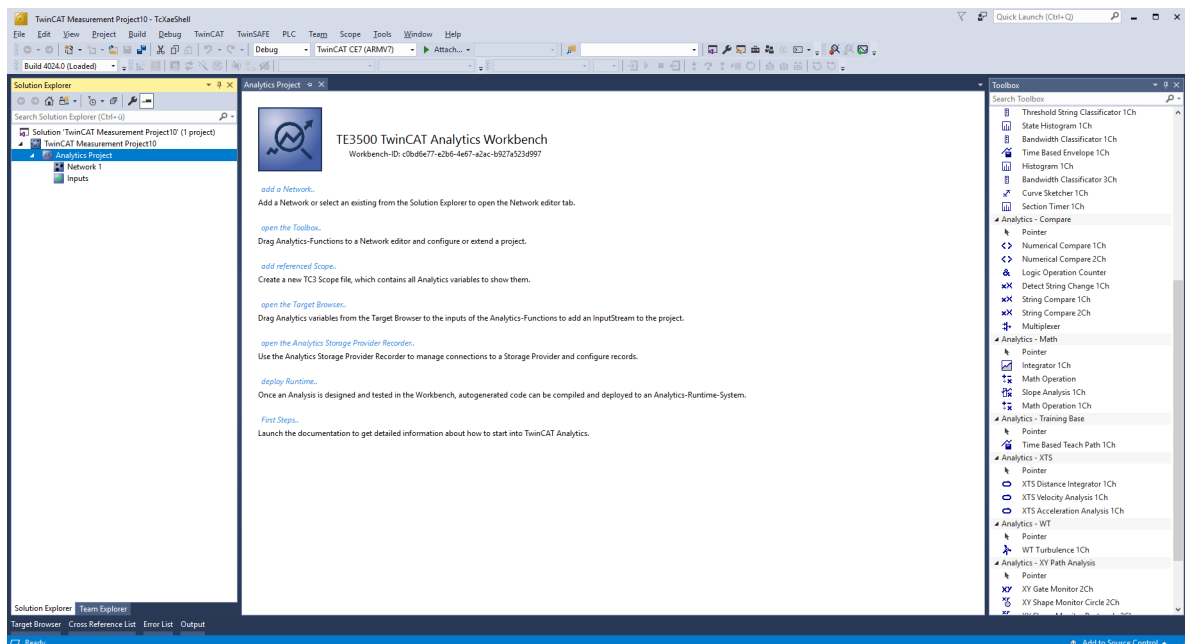 TwinCAT Measurement Project10 - TcXaeShell
Quick Launch (Ctrl+Q)
File Edit View Project Build Debug TwinCAT TwinSAFE PLC Team Scope Tools Window Help
Debug TwinCAT CE7 (ARMV7) Attach...
Build 4024.0 (Loaded)
Solution Explorer
Search Solution Explorer (Ctrl+ü)
Solution 'TwinCAT Measurement Project10' (1 project)
TwinCAT Measurement Project10
Analytics Project
Network 1
Inputs
Solution Explorer Team Explorer
Analytics Project
TE3500 TwinCAT Analytics Workbench
Workbench-ID: c0bd6e77-e2b6-4e67-a2ac-b927a523d997
add a Network..
Add a Network or select an existing from the Solution Explorer to open the Network editor tab.
open the Toolbox..
Drag Analytics-Functions to a Network editor and configure or extend a project.
add referenced Scope..
Create a new TC3 Scope file, which contains all Analytics variables to show them.
open the Target Browser..
Drag Analytics variables from the Target Browser to the inputs of the Analytics-Functions to add an InputStream to the project.
open the Analytics Storage Provider Recorder..
Use the Analytics Storage Provider Recorder to manage connections to a Storage Provider and configure records.
deploy Runtime..
Once an Analysis is designed and tested in the Workbench, autogenerated code can be compiled and deployed to an Analytics-Runtime-System.
First Steps..
Launch the documentation to get detailed information about how to start into TwinCAT Analytics.
Toolbox
Search Toolbox
Threshold String Classificator 1Ch
State Histogram 1Ch
Bandwidth Classificator 1Ch
Time Based Envelope 1Ch
Histogram 1Ch
Bandwidth Classificator 3Ch
Curve Sketcher 1Ch
Section Timer 1Ch
Analytics - Compare
Pointer
Numerical Compare 1Ch
Numerical Compare 2Ch
Logic Operation Counter
Detect String Change 1Ch
String Compare 1Ch
String Compare 2Ch
Multiplexer
Analytics - Math
Pointer
Integrator 1Ch
Math Operation
Slope Analysis 1Ch
Math Operation 1Ch
Analytics - Training Base
Pointer
Time Based Teach Path 1Ch
Analytics - XTS
Pointer
XTS Distance Integrator 1Ch
XTS Velocity Analysis 1Ch
XTS Acceleration Analysis 1Ch
Analytics - WT
Pointer
WT Turbulence 1Ch
Analytics - XY Path Analysis
Pointer
XY Gate Monitor 2Ch
XY Shape Monitor Circle 2Ch
Target Browser Cross Reference List Error List Output
Ready
Add to Source Control